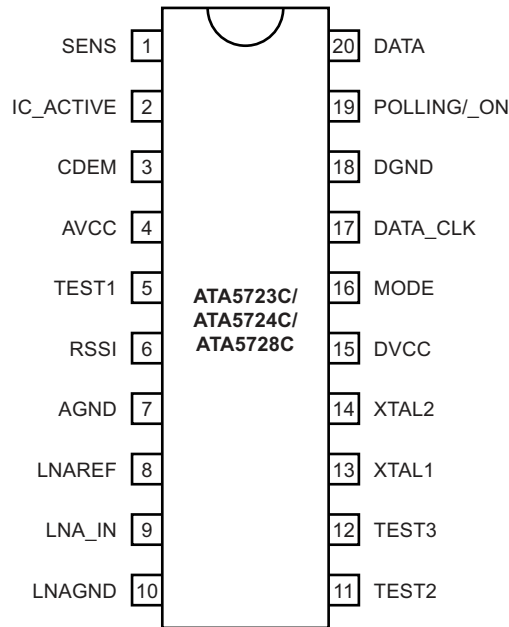 SENS 1 20 DATA
IC_ACTIVE 2 19 POLLING/_ON
CDEM 3 18 DGND
AVCC 4 17 DATA_CLK
TEST1 5 16 MODE
ATA5723C/
ATA5724C/
ATA5728C
RSSI 6 15 DVCC
AGND 7 14 XTAL2
LNAREF 8 13 XTAL1
LNA_IN 9 12 TEST3
LNAGND 10 11 TEST2